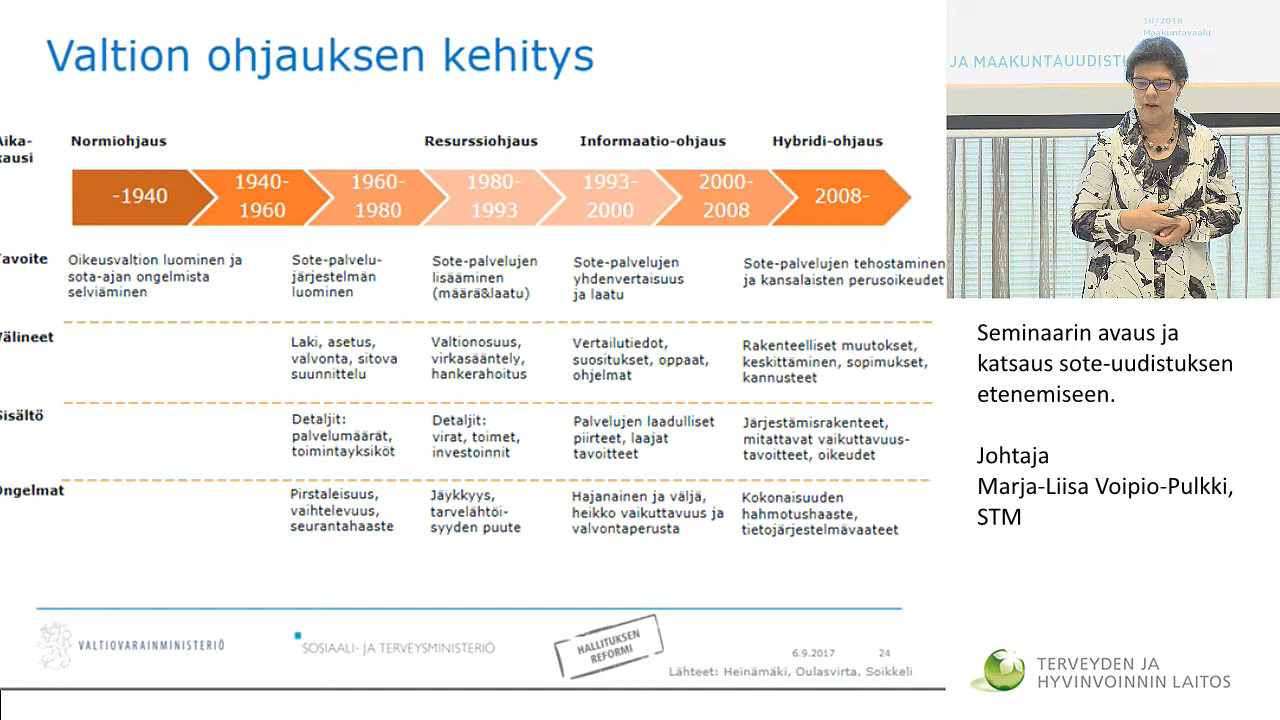 Valtion ohjauksen kehitys
Aika-
kausi
Normiohjaus
Resurssiohjaus
Informaatio-ohjaus
Hybridi-ohjaus
-1940
1940-
1960
1960-
1980
1980-
1993
1993-
2000
2000-
2008
2008-
Tavoite
Oikeusvaltion luominen ja
sota-ajan ongelmista
selviäminen
Sote-palvelu-
järjestelmän
luominen
Sote-palvelujen
lisääminen
(määrä&laatu)
Sote-palvelujen
yhdenvertaisuus
ja laatu
Sote-palvelujen tehostaminen
ja kansalaisten perusoikeudet
Välineet
Laki, asetus,
valvonta, sitova
suunnittelu
Valtionosuus,
virkasääntely,
hankerahoitus
Vertailutiedot,
suositukset, oppaat,
ohjelmat
Rakenteelliset muutokset,
keskittäminen, sopimukset,
kannusteet
Sisältö
Detaljit:
palvelumäärät,
toimintayksiköt
Detaljit:
virat, toimet,
investoinnit
Palvelujen laadulliset
piirteet, laajat
tavoitteet
Järjestämisrakenteet,
mitattavat vaikuttavuus-
tavoitteet, oikeudet
Ongelmat
Pirstaleisuus,
vaihtelevuus,
seurantahaaste
Jäykkyys,
tarvelähtöi-
syyden puute
Hajanainen ja väljä,
heikko vaikuttavuus ja
valvontaperusta
Kokonaisuuden
hahmotushaaste,
tietojärjestelmävaateet
VALTIOVARAINMINISTERIÖ
SOSIAALI- JA TERVEYSMINISTERIÖ
HALLITUKSEN
REFORMI
6.9.2017 24
Lähteet: Heinämäki, Oulasvirta, Soikkeli
10/2018
Maakuntavaalit
JA MAAKUNTAUUDISTU
Seminaarin avaus ja
katsaus sote-uudistuksen
etenemiseen.
Johtaja
Marja-Liisa Voipio-Pulkki,
STM
TERVEYDEN JA
HYVINVOINNIN LAITOS